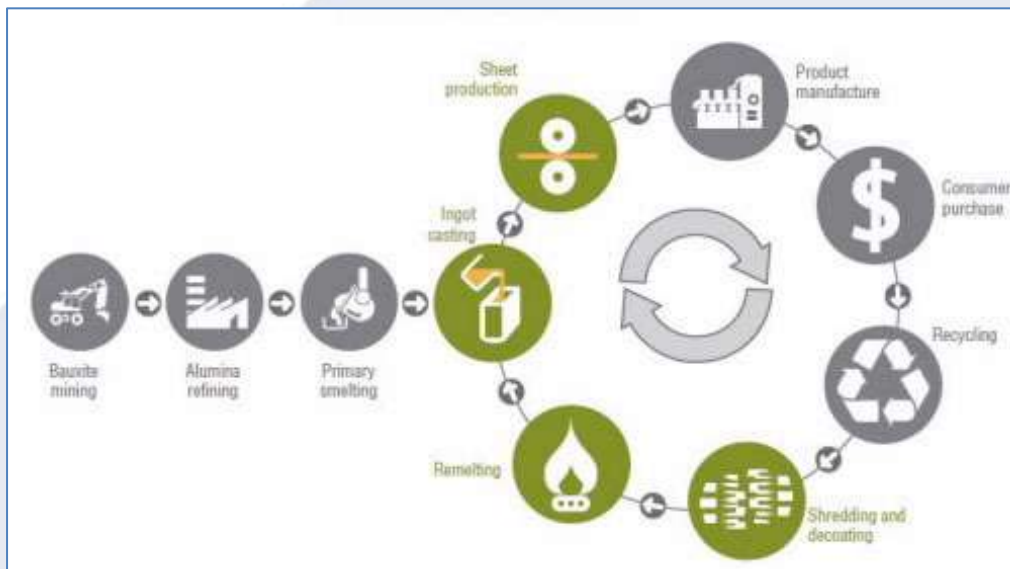 Sheet
production
Product
manufacture
Consumer
purchase
Ingot
casting
Bauxite
mining
Alumina
refining
Primary
smelting
Recycling
Remelting
Shredding and
decoating
$